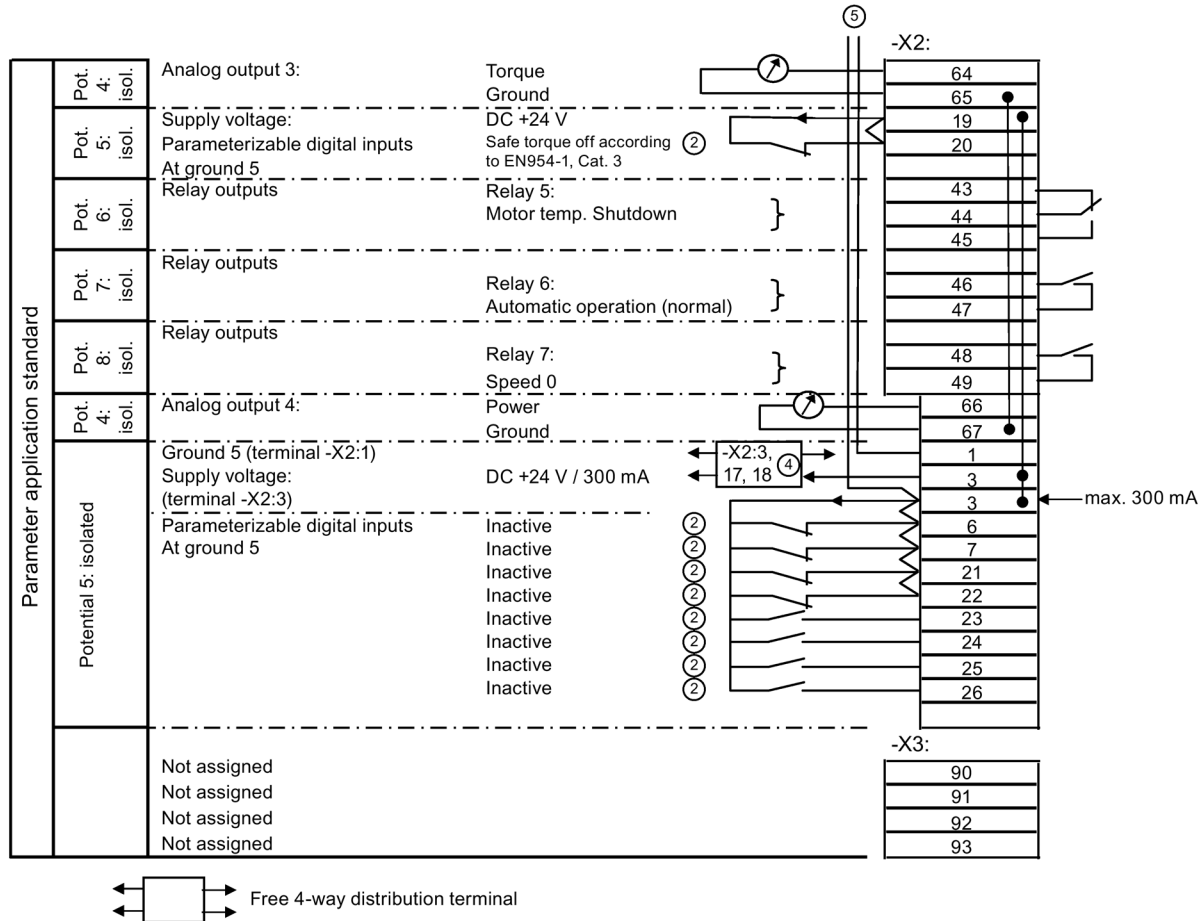 5
-X2:
Parameter application standard
Pot. 4: isol.
Analog output 3:
Torque
64
Ground
65
Pot. 5: isol.
Supply voltage:
DC +24 V
19
Parameterizable digital inputs
Safe torque off according
2
20
to EN954-1, Cat. 3
At ground 5
Pot. 6: isol.
Relay outputs
Relay 5:
43
Motor temp. Shutdown
}
44
45
Pot. 7: isol.
Relay outputs
Relay 6:
46
Automatic operation (normal)
}
47
Pot. 8: isol.
Relay outputs
Relay 7:
48
Speed 0
}
49
Pot. 4: isol.
Analog output 4:
Power
66
Ground
67
Potential 5: isolated
Ground 5 (terminal -X2:1)
-X2:3,
17, 18
4
1
Supply voltage:
DC +24 V / 300 mA
3
(terminal -X2:3)
3
max. 300 mA
Parameterizable digital inputs
Inactive
2
6
At ground 5
Inactive
2
7
Inactive
2
21
Inactive
2
22
Inactive
2
23
Inactive
2
24
Inactive
2
25
Inactive
2
26
-X3:
Not assigned
90
Not assigned
91
Not assigned
92
Not assigned
93
Free 4-way distribution terminal